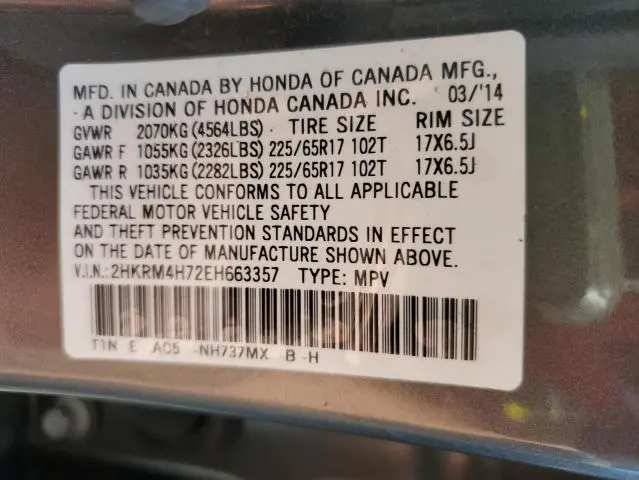 MFD. IN CANADA BY HONDA OF CANADA MFG.,
A DIVISION OF HONDA CANADA INC. 03/'14
GVWR 2070KG (4564LBS) TIRE SIZE RIM SIZE
GAWR F 1055KG (2326LBS) 225/65R17 102T 17X6.5J
GAWR R 1035KG (2282LBS) 225/65R17 102T 17X6.5J
THIS VEHICLE CONFORMS TO ALL APPLICABLE
FEDERAL MOTOR VEHICLE SAFETY
AND THEFT PREVENTION STANDARDS IN EFFECT
ON THE DATE OF MANUFACTURE SHOWN ABOVE.
V.I.N.:2HKRM4H72EH663357 TYPE: MPV
T1N E AC5 -NH737MX -B -H